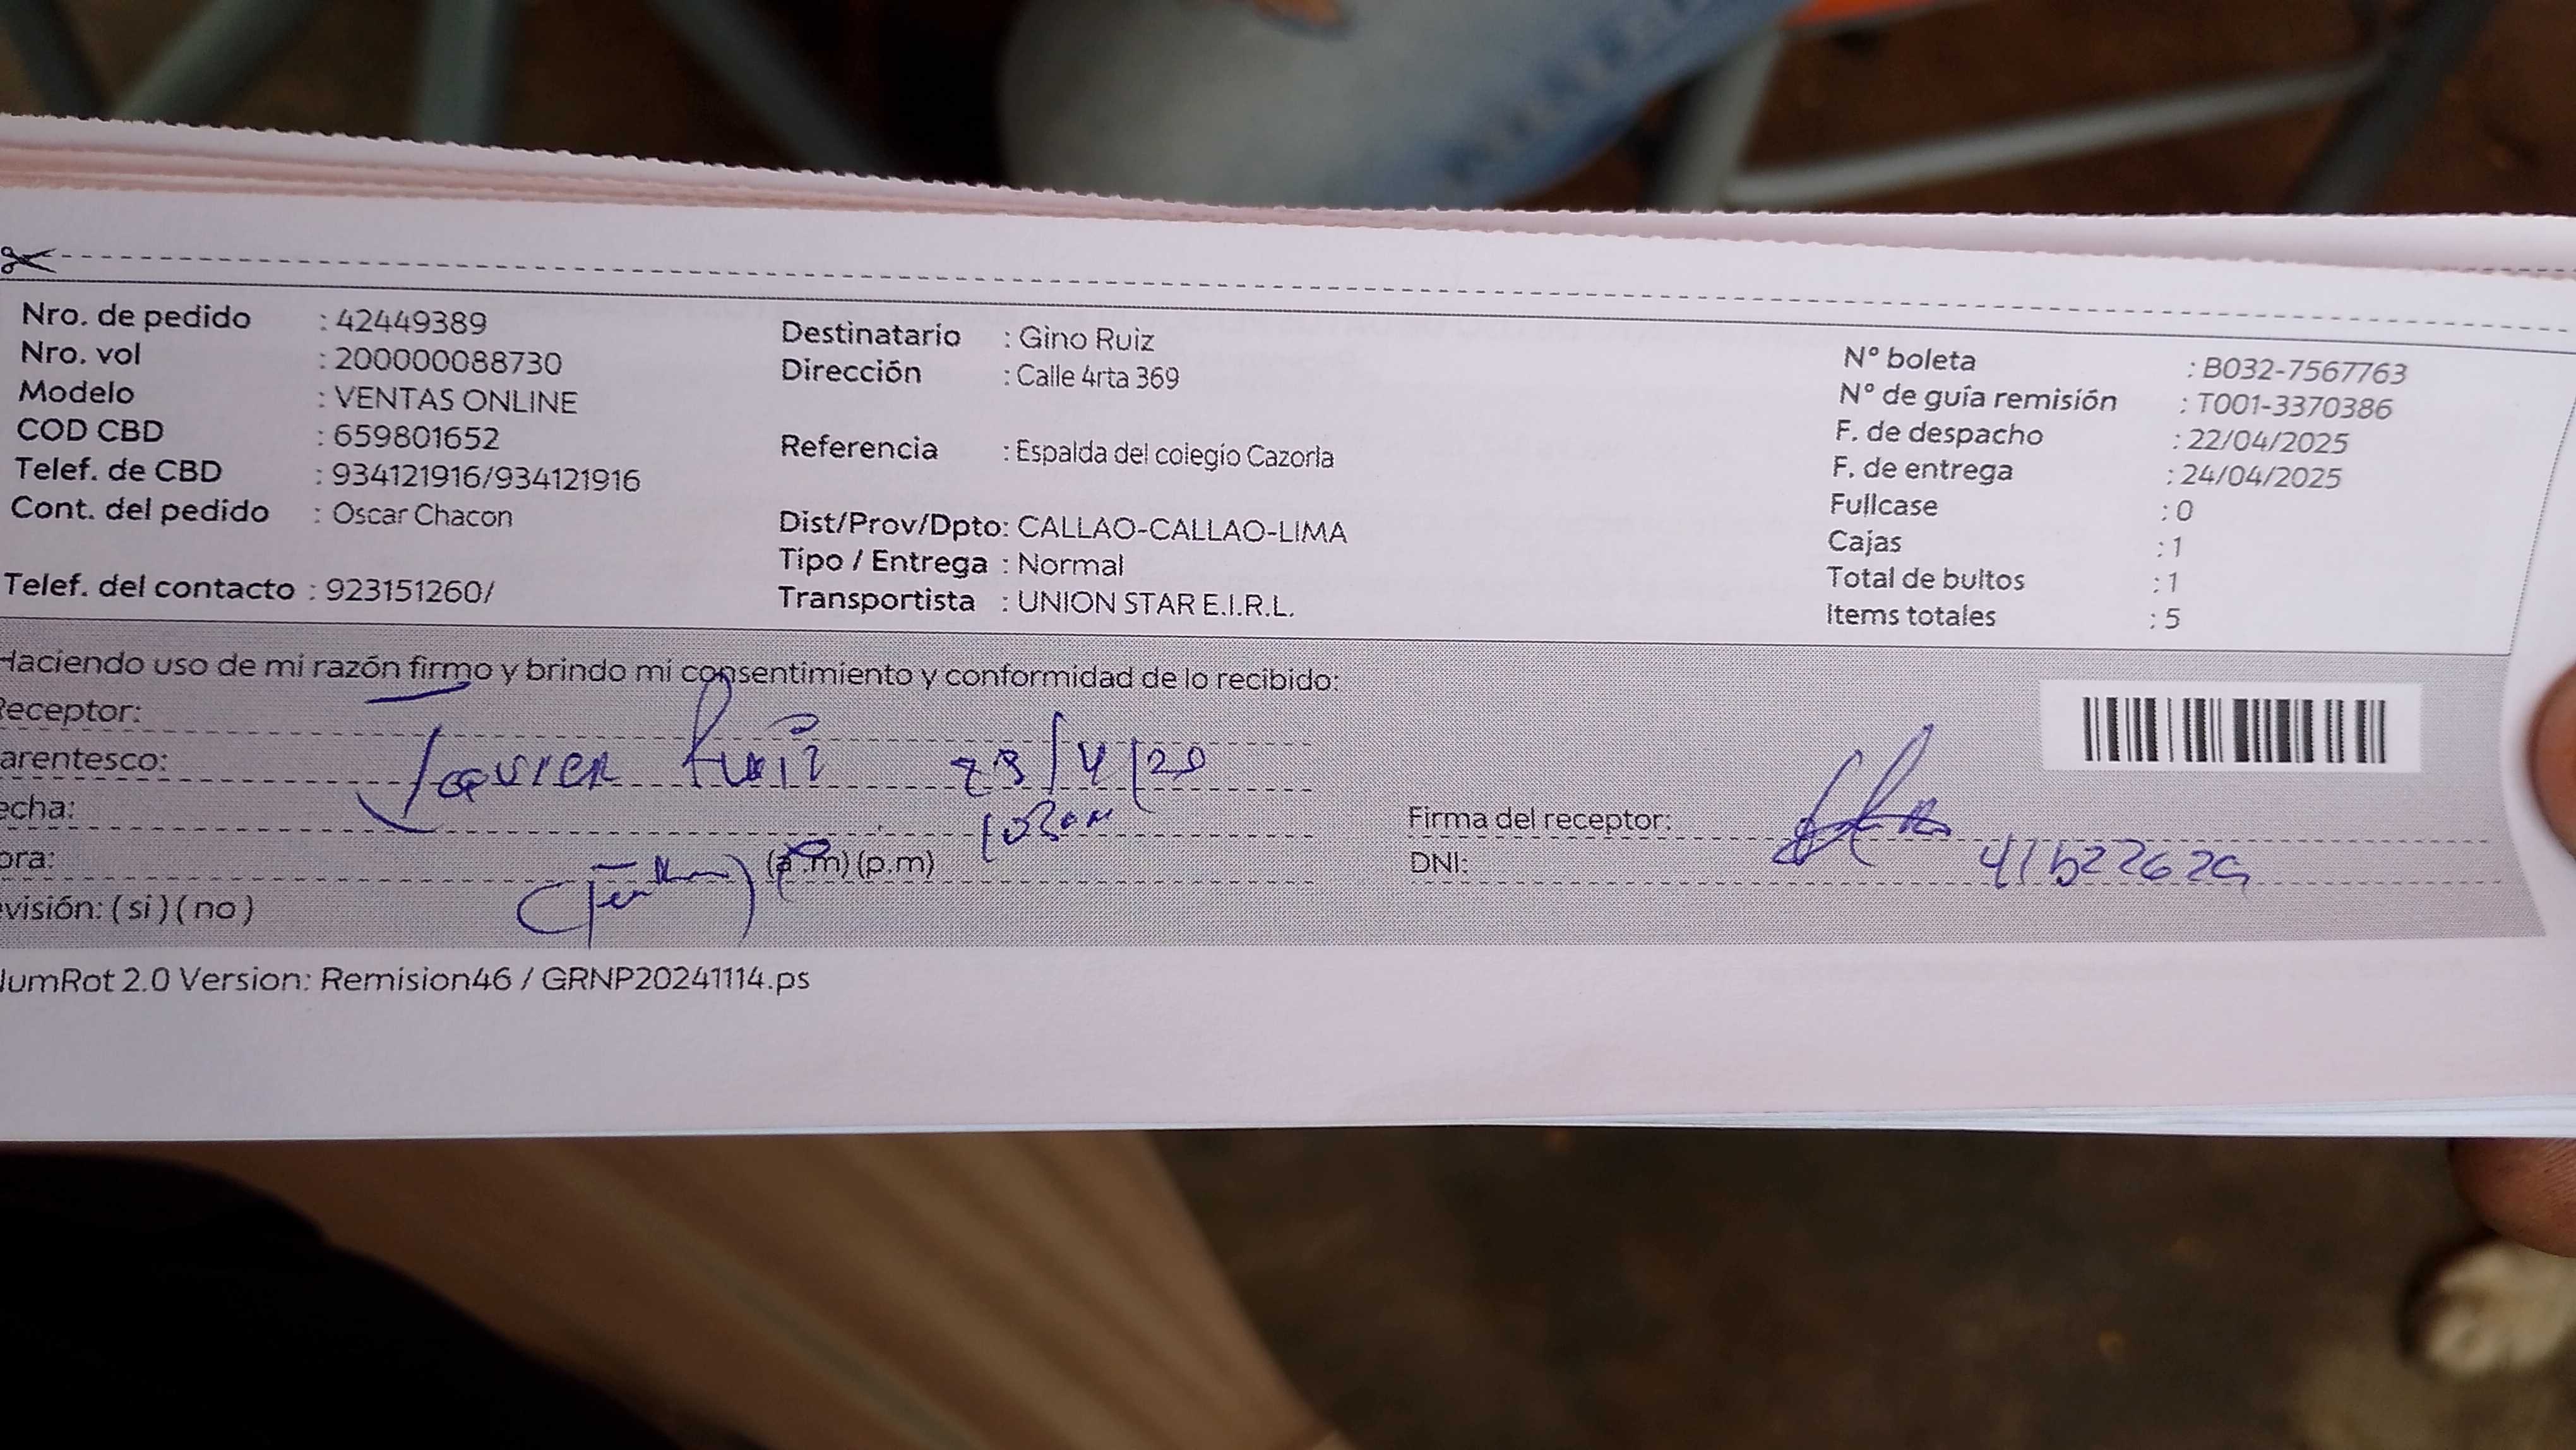 Nro. de pedido : 42449389
Nro. vol : 200000088730
Modelo : VENTAS ONLINE
COD CBD : 659801652
Telef. de CBD : 934121916/934121916
Cont. del pedido : Oscar Chacon
Telef. del contacto : 923151260/
Destinatario : Gino Ruiz
Dirección : Calle 4rta 369
Referencia : Espalda del colegio Cazorla
Dist/Prov/Dpto: CALLAO-CALLAO-LIMA
Tipo / Entrega : Normal
Transportista : UNION STAR E.I.R.L.
N° boleta : B032-7567763
N° de guía remisión : T001-3370386
F. de despacho : 22/04/2025
F. de entrega : 24/04/2025
Fullcase : 0
Cajas : 1
Total de bultos : 1
Items totales : 5
Haciendo uso de mi razón firmo y brindo mi consentimiento y conformidad de lo recibido:
Receptor:
arentesco: Javier Ruiz 23/4/20
echa:
ora: (a.m) (p.m)
visión: ( si ) ( no )
Firma del receptor:
DNI: 41522629
umRot 2.0 Version: Remision46 / GRNP20241114.ps